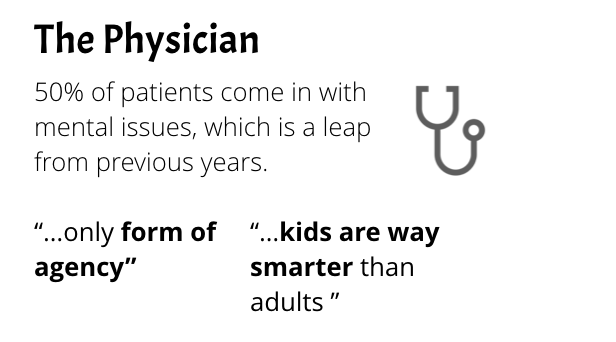 The Physician
50% of patients come in with
mental issues, which is a leap
from previous years.
“...only form of
agency”
“...kids are way
smarter than
adults ”